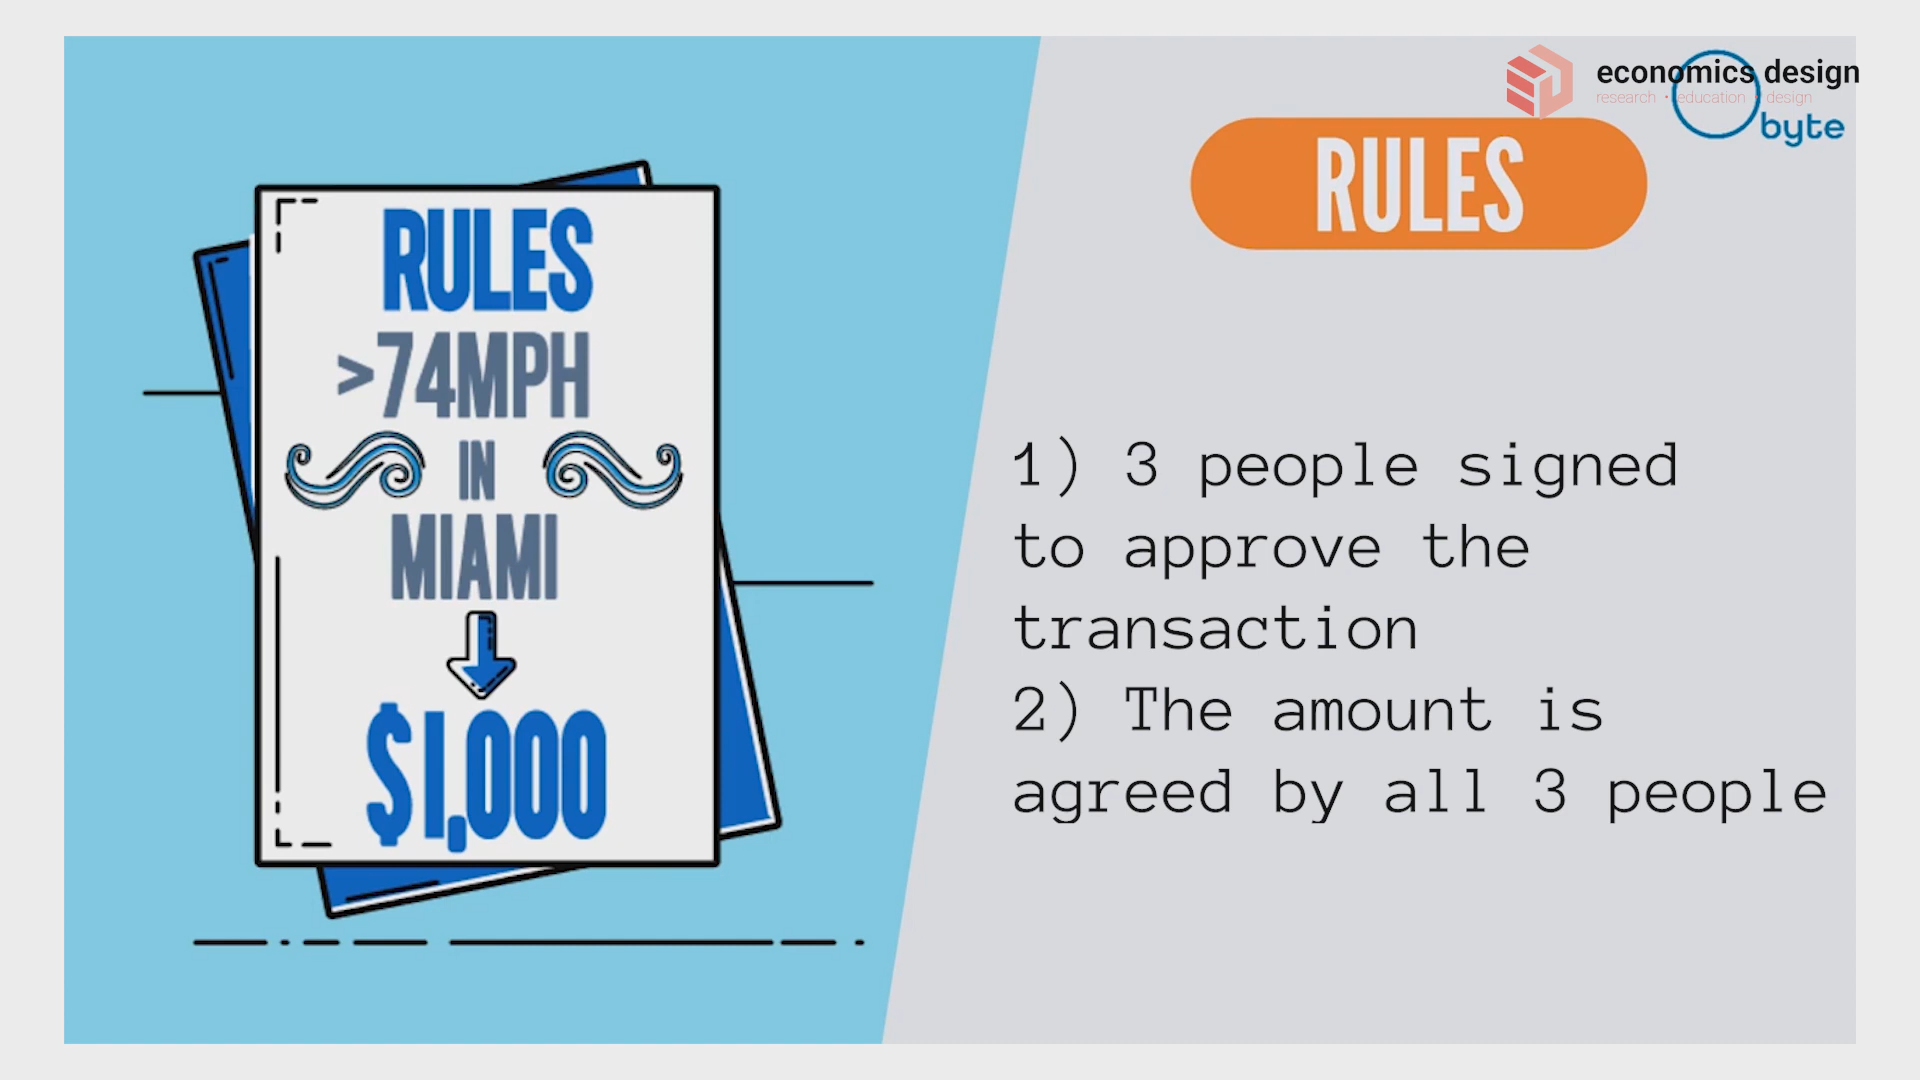 RULES
>74MPH
IN
MIAMI
$1,000
economics design
research · education · design
byte
RULES
1) 3 people signed
to approve the
transaction
2) The amount is
agreed by all 3 people